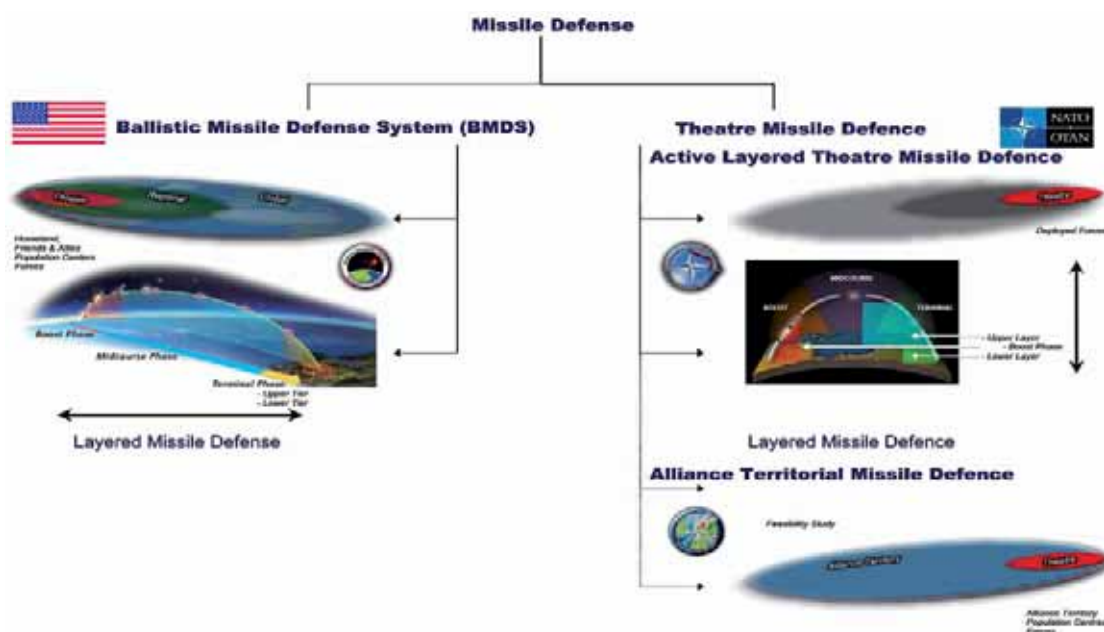 Missile Defense
Ballistic Missile Defense System (BMDS)
Homeland,
Friends & Allies
Population Centers
Forces
Boost Phase
Midcourse Phase
Terminal Phase
- Upper Tier
- Lower Tier
Layered Missile Defense
NATO
OTAN
Theatre Missile Defence
Active Layered Theatre Missile Defence
Deployed Forces
MIDCOURSE
BOOST
TERMINAL
- Upper Layer
- Boost Phase
- Lower Layer
Layered Missile Defence
Alliance Territorial Missile Defence
Feasibility Study
Alliance Territory
Theatre
Alliance Territory
Population Centres